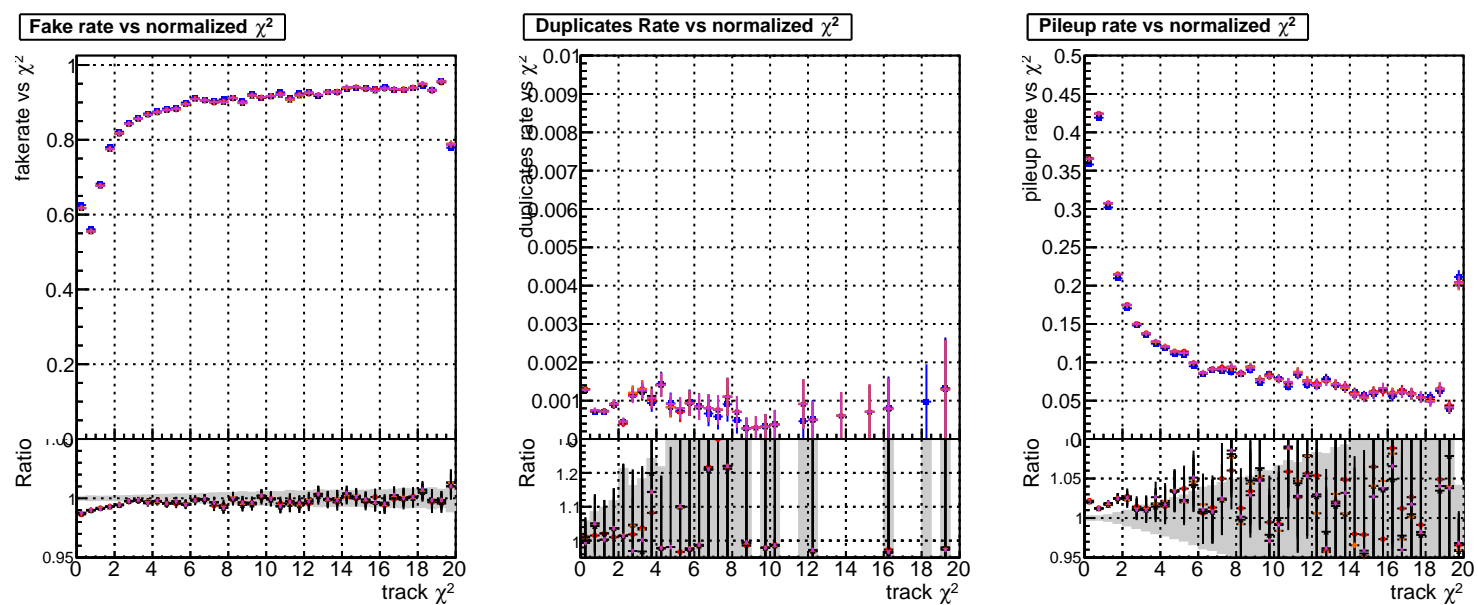 Fake rate vs normalized χ²
fakerate vs χ²
1
0.8
0.6
0.4
0.2
0
Ratio
1
0.95
0 2 4 6 8 10 12 14 16 18 20
track χ²
Duplicates Rate vs normalized χ²
duplicates rate vs χ²
0.01
0.009
0.008
0.007
0.006
0.005
0.004
0.003
0.002
0.001
0
Ratio
1.2
1.1
1
0 2 4 6 8 10 12 14 16 18 20
track χ²
Pileup rate vs normalized χ²
pileup rate vs χ²
0.5
0.45
0.4
0.35
0.3
0.25
0.2
0.15
0.1
0.05
0
Ratio
1.05
1
0.95
0 2 4 6 8 10 12 14 16 18 20
track χ²